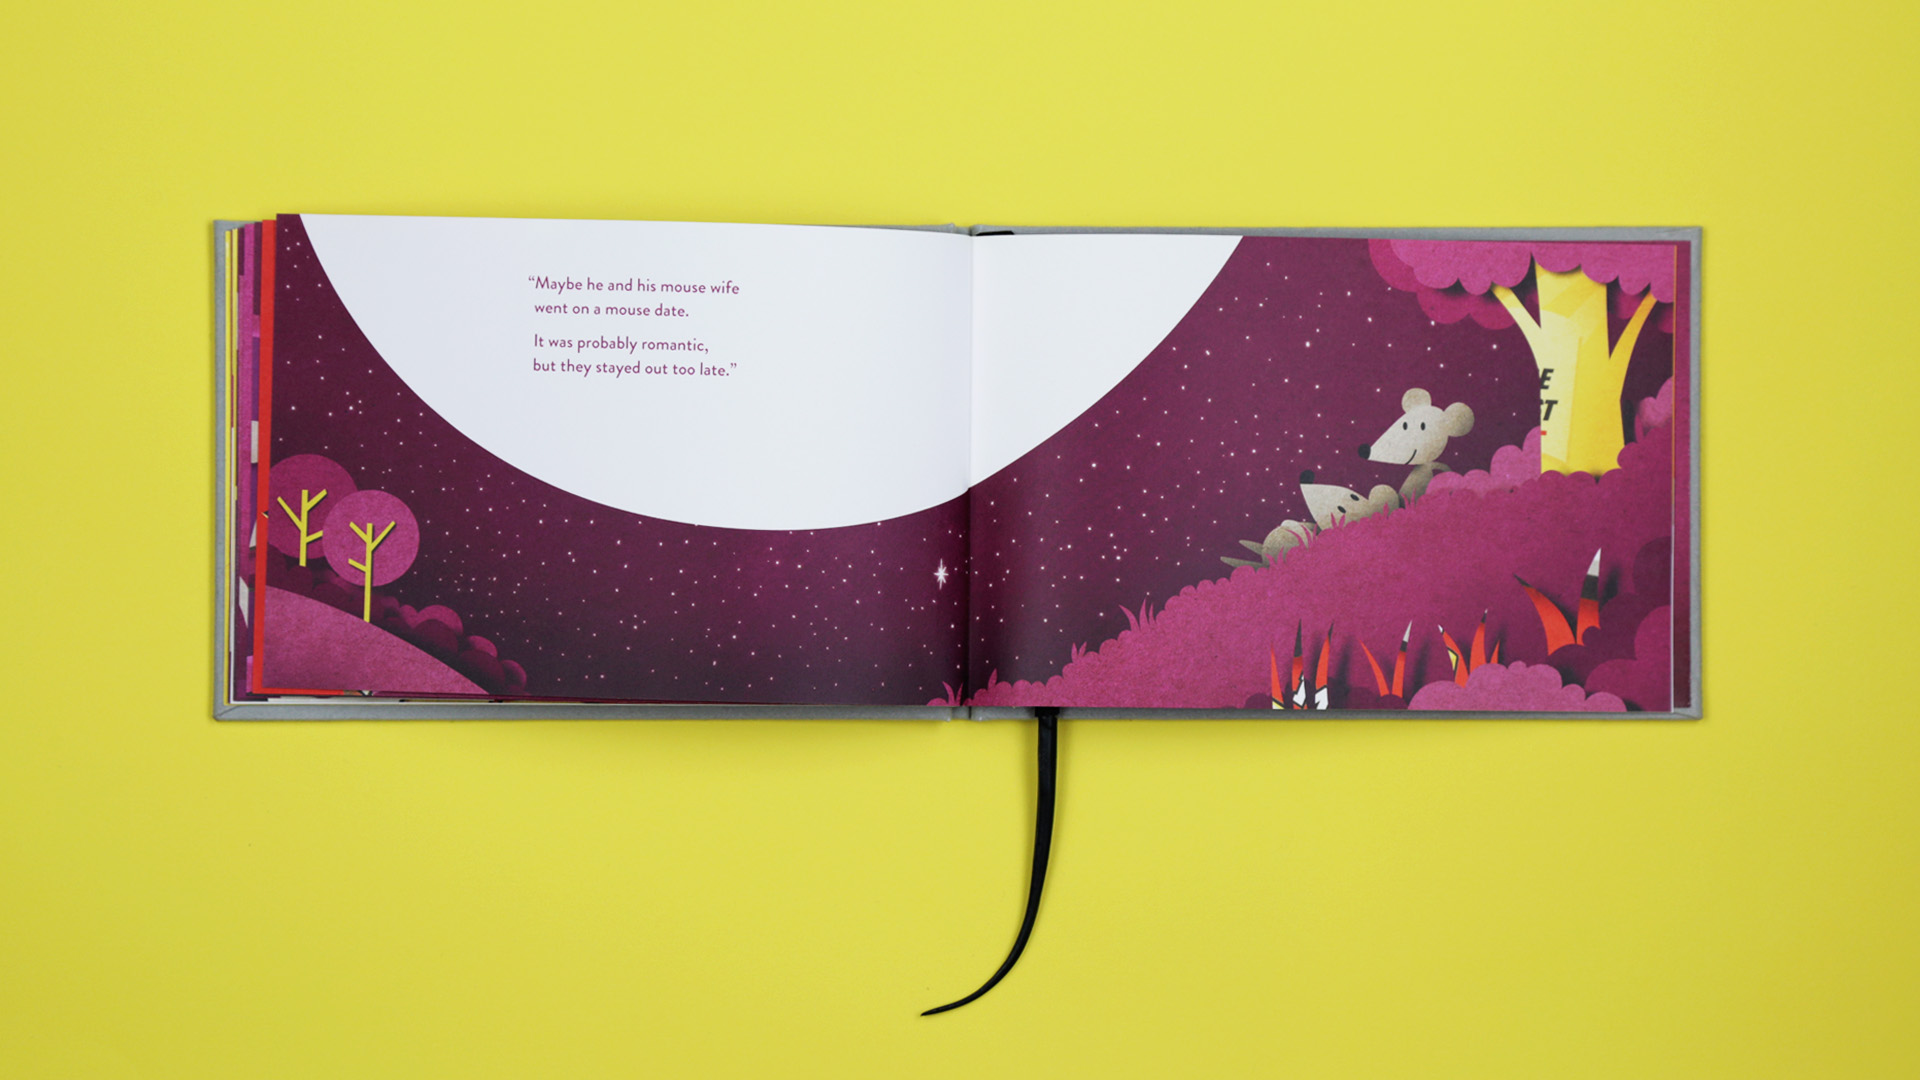 “Maybe he and his mouse wife
went on a mouse date.
It was probably romantic,
but they stayed out too late.”